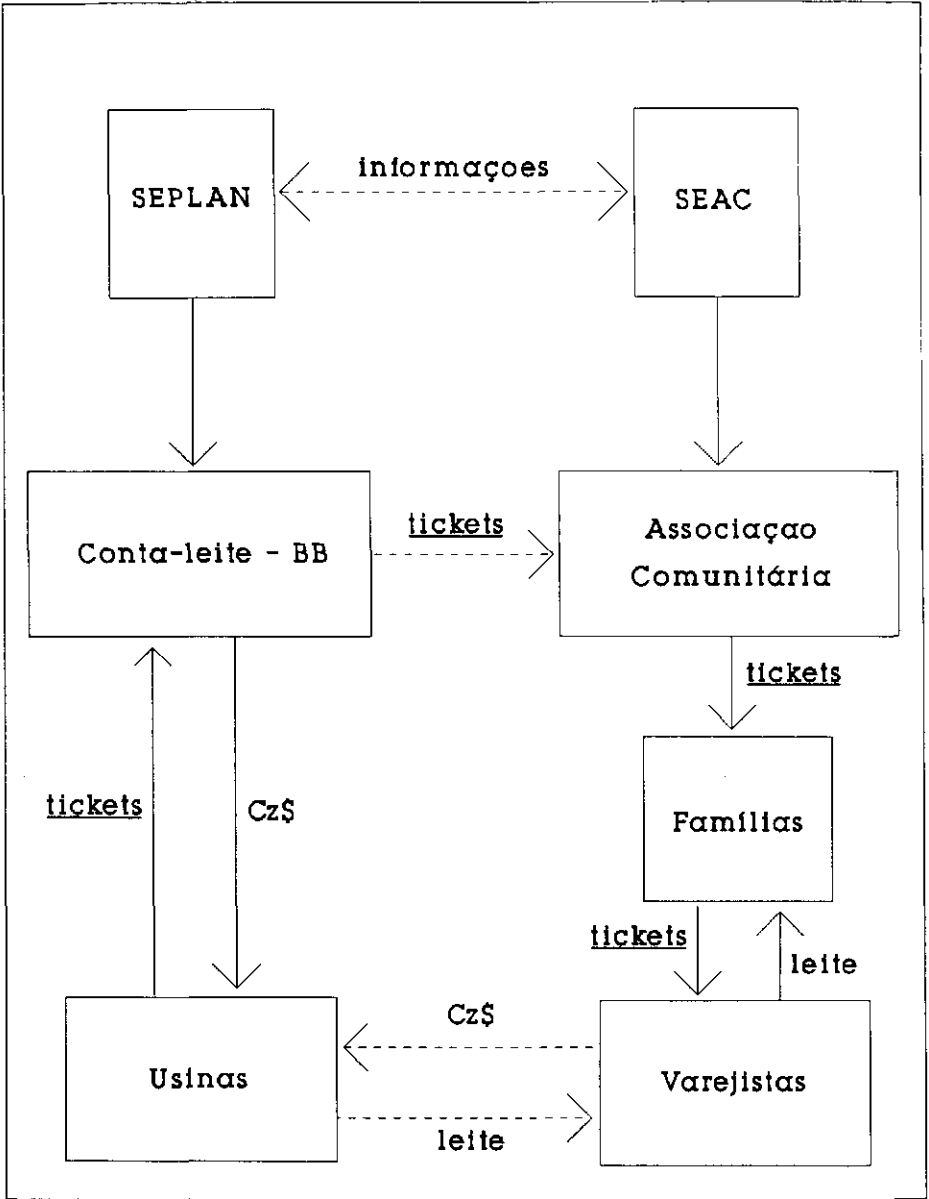 informaçoes
SEPLAN
SEAC
Conta-leite - BB
tickets
Associaçao
Comunitária
tickets
tickets
Cz$
Famílias
tickets
leite
Cz$
Usinas
Varejistas
leite